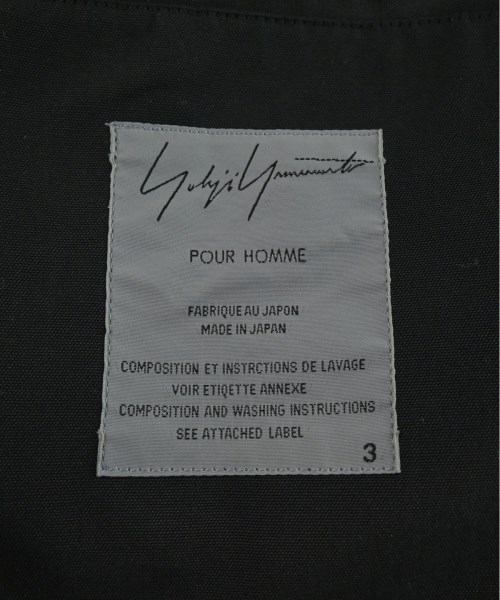 Yohji Yamamoto
POUR HOMME
FABRIQUE AU JAPON
MADE IN JAPAN
COMPOSITION ET INSTRCTIONS DE LAVAGE
VOIR ETIQETTE ANNEXE
COMPOSITION AND WASHING INSTRUCTIONS
SEE ATTACHED LABEL
3